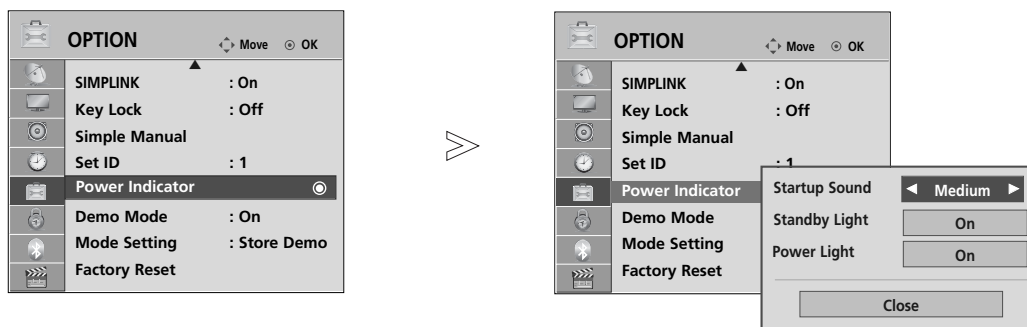 OPTION Move OK
SIMPLINK : On
Key Lock : Off
Simple Manual
Set ID : 1
Power Indicator
Demo Mode : On
Mode Setting : Store Demo
Factory Reset
OPTION Move OK
SIMPLINK : On
Key Lock : Off
Simple Manual
Set ID : 1
Power Indicator
Demo Mode
Mode Setting
Factory Reset
Startup Sound Medium
Standby Light On
Power Light On
Close